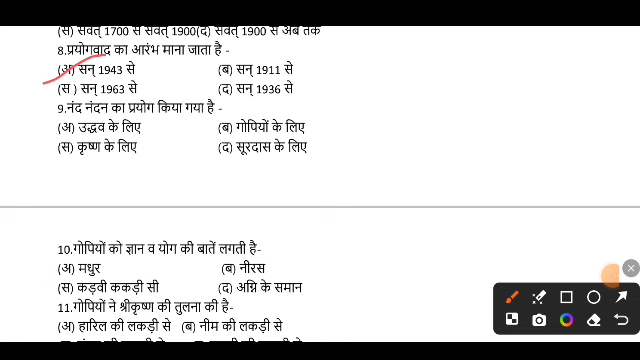 (स) संवत् 1700 से संवत् 1900(द) संवत् 1900 से अब तक
8.प्रयोगवाद का आरंभ माना जाता है -
(अ) सन् 1943 से (ब) सन् 1911 से
(स ) सन् 1963 से (द) सन् 1936 से
9.नंद नंदन का प्रयोग किया गया है -
(अ) उद्धव के लिए (ब) गोपियों के लिए
(स) कृष्ण के लिए (द) सूरदास के लिए
10.गोपियों को ज्ञान व योग की बातें लगती है-
(अ) मधुर (ब) नीरस
(स) कड़वी ककड़ी सी (द) अग्नि के समान
11.गोपियों ने श्रीकृष्ण की तुलना की है-
(अ) हारिल की लकड़ी से (ब) नीम की लकड़ी से